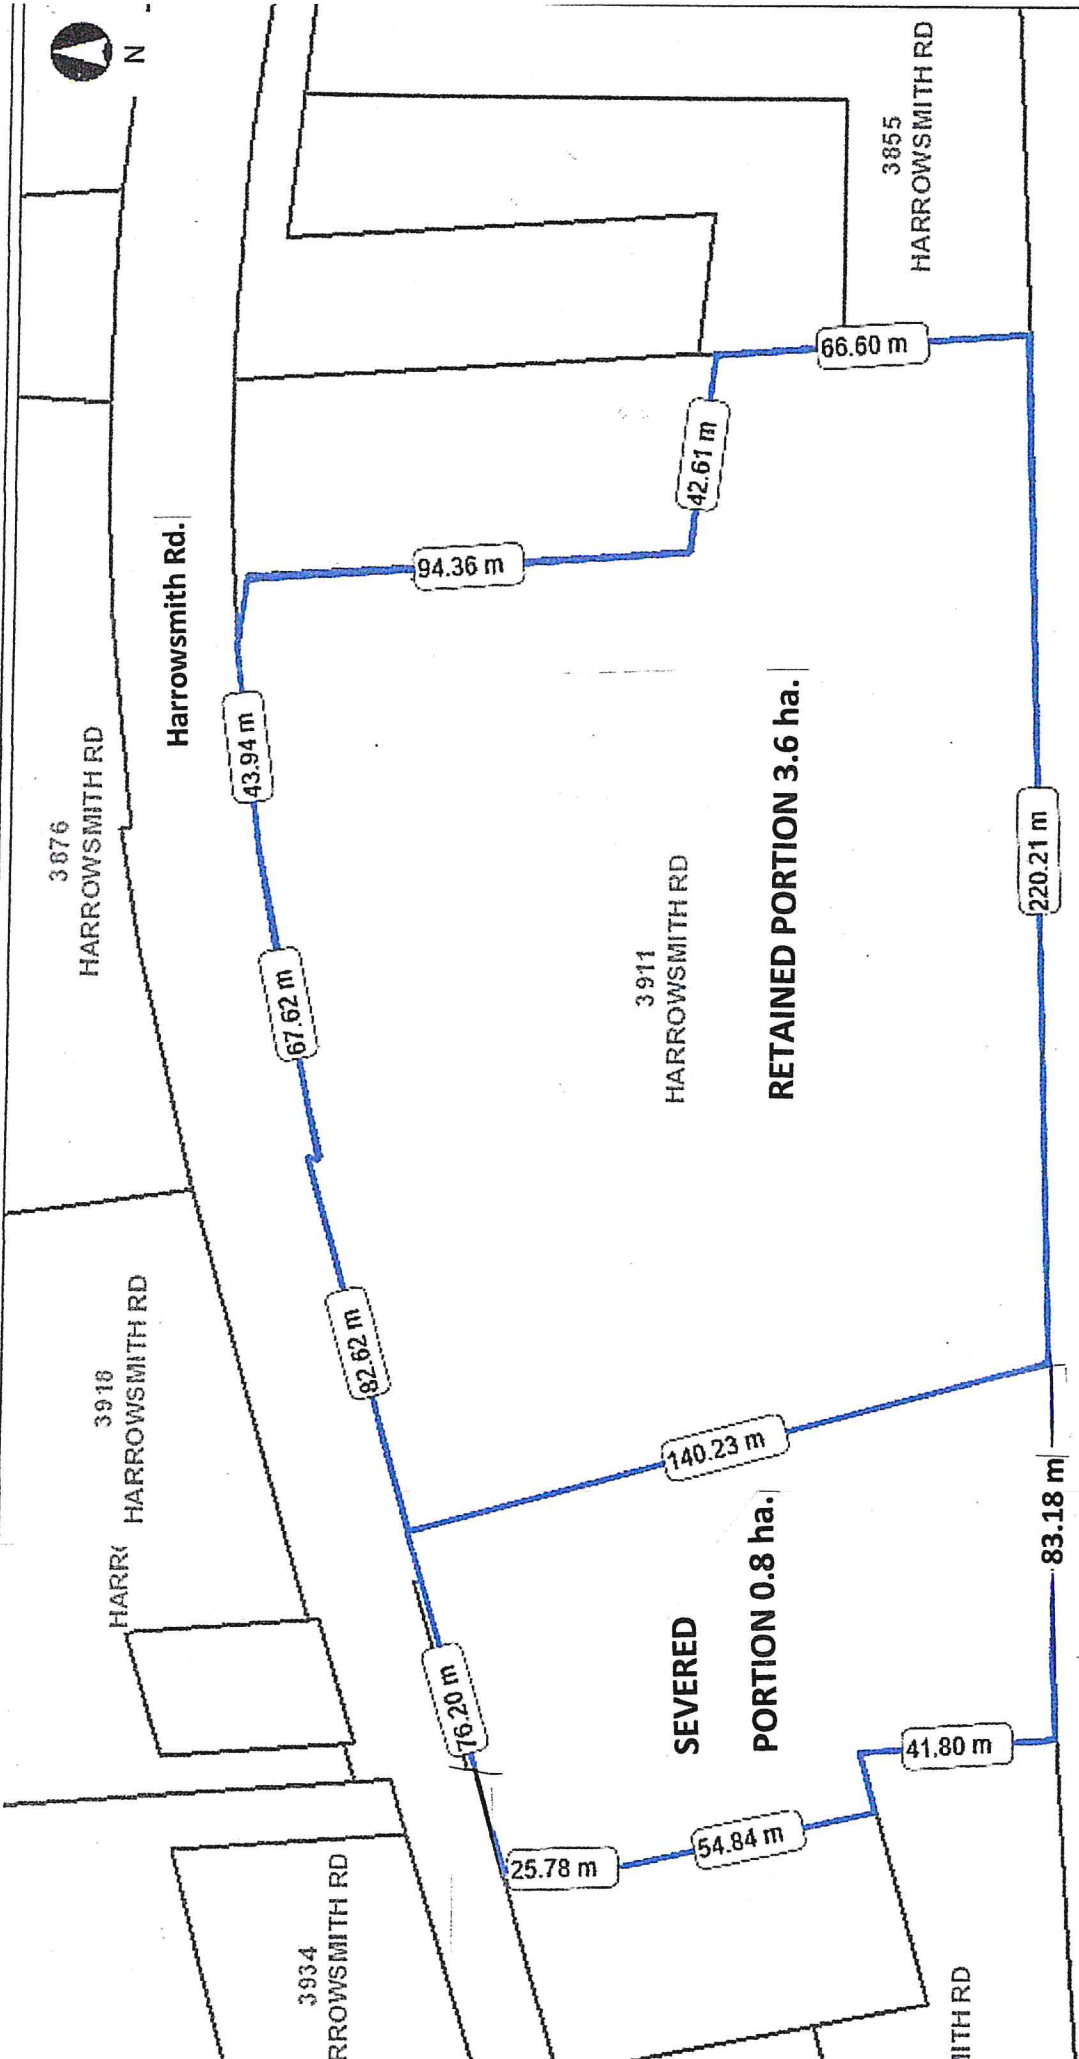 N
3855
HARROWSMITH RD
66.60 m
42.61 m
94.36 m
Harrowsmith Rd.
43.94 m
3876
HARROWSMITH RD
67.62 m
3911
HARROWSMITH RD
RETAINED PORTION 3.6 ha.
220.21 m
82.62 m
3918
HARROWSMITH RD
HARR
140.23 m
83.18 m
SEVERED
PORTION 0.8 ha.
76.20 m
41.80 m
54.84 m
25.78 m
3934
RROWSMITH RD
ITH RD